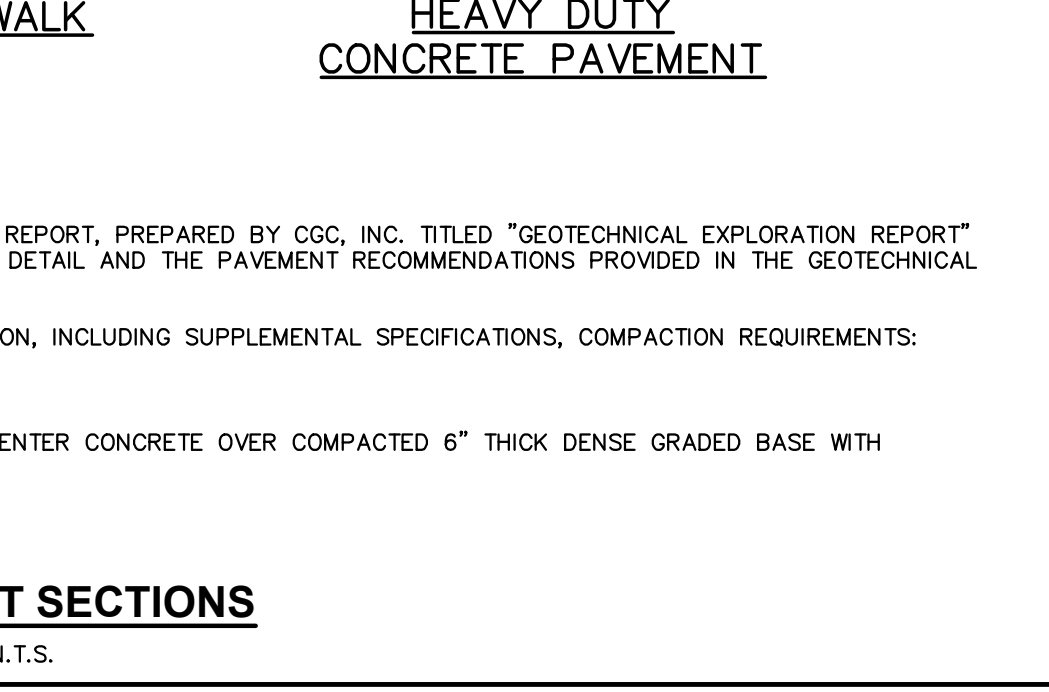 HEAVY DUTY
CONCRETE PAVEMENT
REPORT, PREPARED BY CGC, INC. TITLED "GEOTECHNICAL EXPLORATION REPORT"
DETAIL AND THE PAVEMENT RECOMMENDATIONS PROVIDED IN THE GEOTECHNICAL
ON, INCLUDING SUPPLEMENTAL SPECIFICATIONS, COMPACTION REQUIREMENTS:
ENTER CONCRETE OVER COMPACTED 6" THICK DENSE GRADED BASE WITH
T SECTIONS
N.T.S.